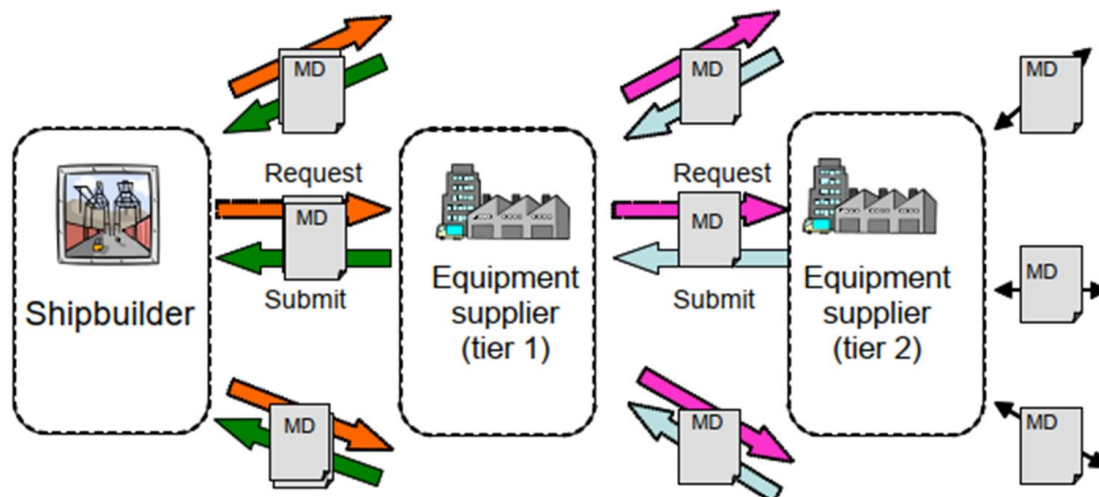 MD
MD
MD
Request
Request
MD
MD
MD
Submit
Submit
Shipbuilder
Equipment
supplier
(tier 1)
Equipment
supplier
(tier 2)
MD
MD
MD